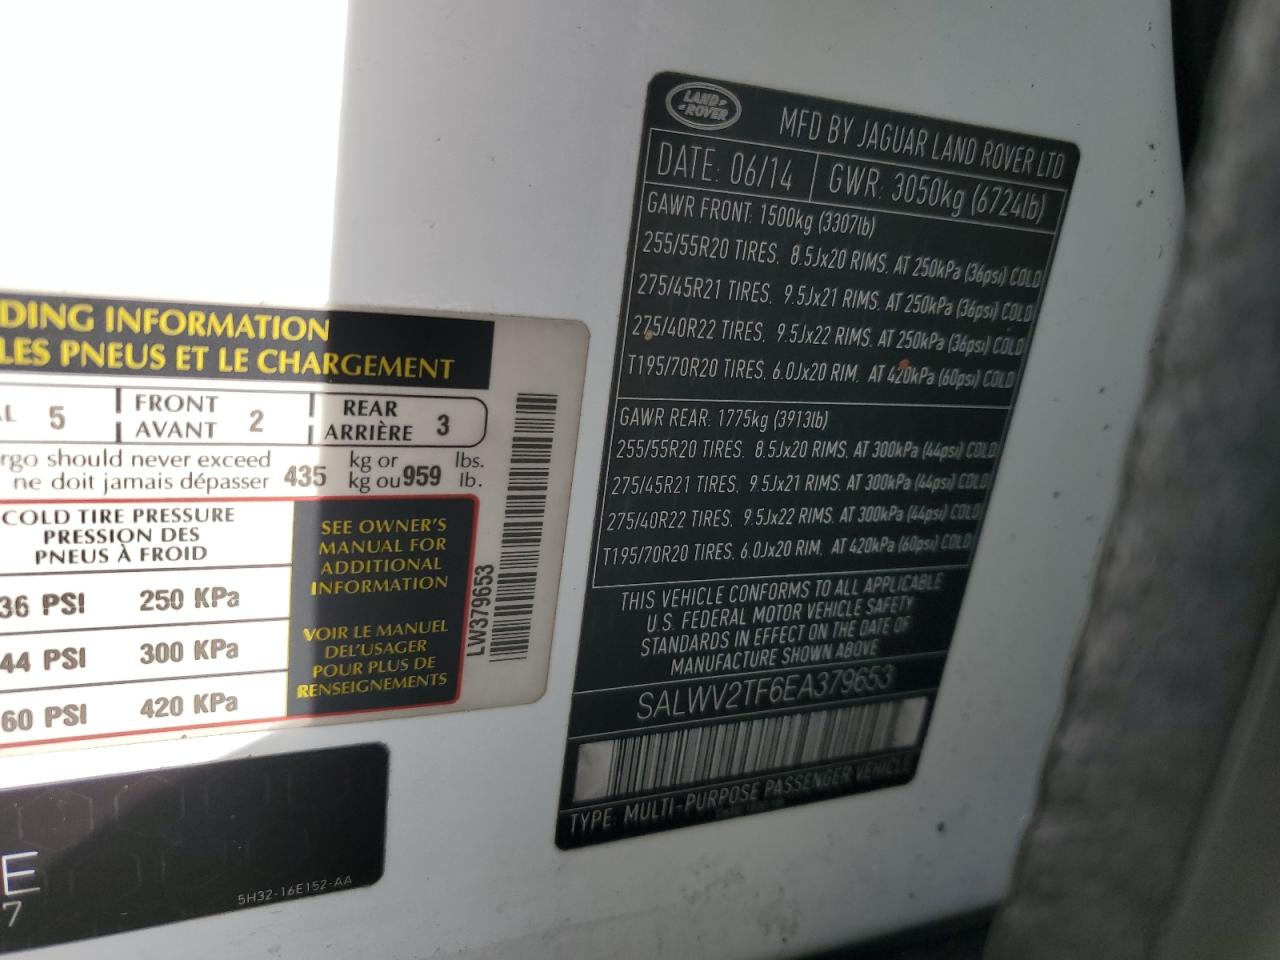 DING INFORMATION
LES PNEUS ET LE CHARGEMENT
AL 5 FRONT 2 REAR 3
AVANT ARRIÈRE
rgo should never exceed 435 kg or 959 lbs.
ne doit jamais dépasser kg ou lb.
COLD TIRE PRESSURE
PRESSION DES
PNEUS À FROID
36 PSI 250 KPa
44 PSI 300 KPa
60 PSI 420 KPa
SEE OWNER'S
MANUAL FOR
ADDITIONAL
INFORMATION
VOIR LE MANUEL
DEL'USAGER
POUR PLUS DE
RENSEIGNEMENTS
LW379653
E
7
5H32-16E152-AA
LAND ROVER
MFD BY JAGUAR LAND ROVER LTD
DATE: 06/14 GWR: 3050kg (6724lb)
GAWR FRONT: 1500kg (3307lb)
255/55R20 TIRES, 8.5Jx20 RIMS, AT 250kPa (36psi) COLD
275/45R21 TIRES, 9.5Jx21 RIMS, AT 250kPa (36psi) COLD
275/40R22 TIRES, 9.5Jx22 RIMS, AT 250kPa (36psi) COLD
T195/70R20 TIRES, 6.0Jx20 RIM, AT 420kPa (60psi) COLD
GAWR REAR: 1775kg (3913lb)
255/55R20 TIRES, 8.5Jx20 RIMS, AT 300kPa (44psi) COLD
275/45R21 TIRES, 9.5Jx21 RIMS, AT 300kPa (44psi) COLD
275/40R22 TIRES, 9.5Jx22 RIMS, AT 300kPa (44psi) COLD
T195/70R20 TIRES, 6.0Jx20 RIM, AT 420kPa (60psi) COLD
THIS VEHICLE CONFORMS TO ALL APPLICABLE
U.S. FEDERAL MOTOR VEHICLE SAFETY
STANDARDS IN EFFECT ON THE DATE OF
MANUFACTURE SHOWN ABOVE
SALWV2TF6EA379653
TYPE: MULTI-PURPOSE PASSENGER VEHICLE